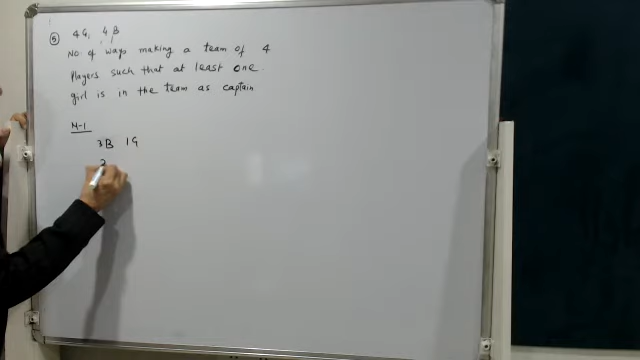 5 4G, 4B
No. of ways making a team of 4
Players such that at least one
girl is in the team as captain
M-1
3B 1G
2